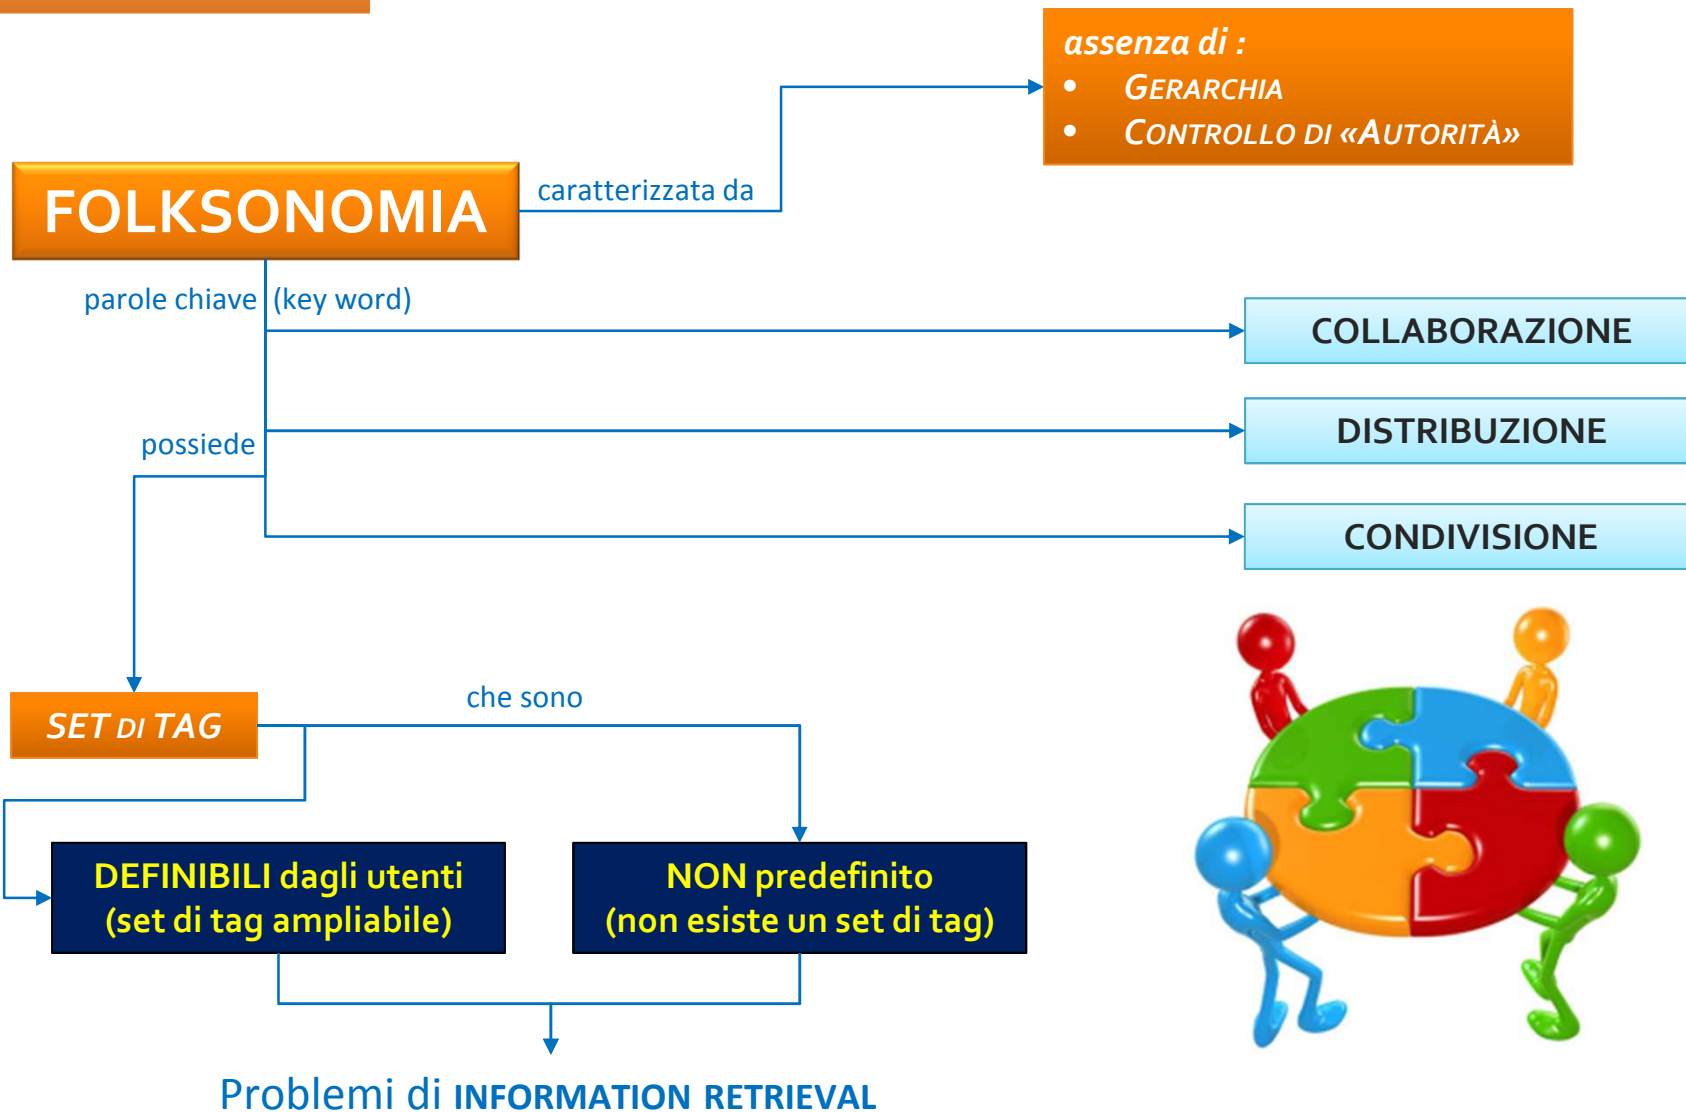 assenza di :
• GERARCHIA
• CONTROLLO DI «AUTORITÀ»
FOLKSONOMIA
caratterizzata da
parole chiave (key word)
COLLABORAZIONE
DISTRIBUZIONE
possiede
CONDIVISIONE
SET DI TAG
che sono
DEFINIBILI dagli utenti
(set di tag ampliabile)
NON predefinito
(non esiste un set di tag)
Problemi di INFORMATION RETRIEVAL